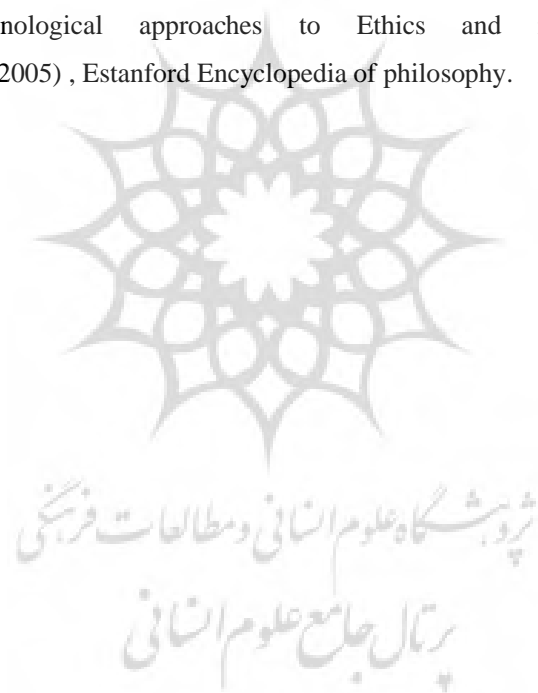 nological approaches to Ethics and
2005) , Estanford Encyclopedia of philosophy.
پژوهشگاه علوم انسانی و مطالعات فرهنگی
پرتال جامع علوم انسانی